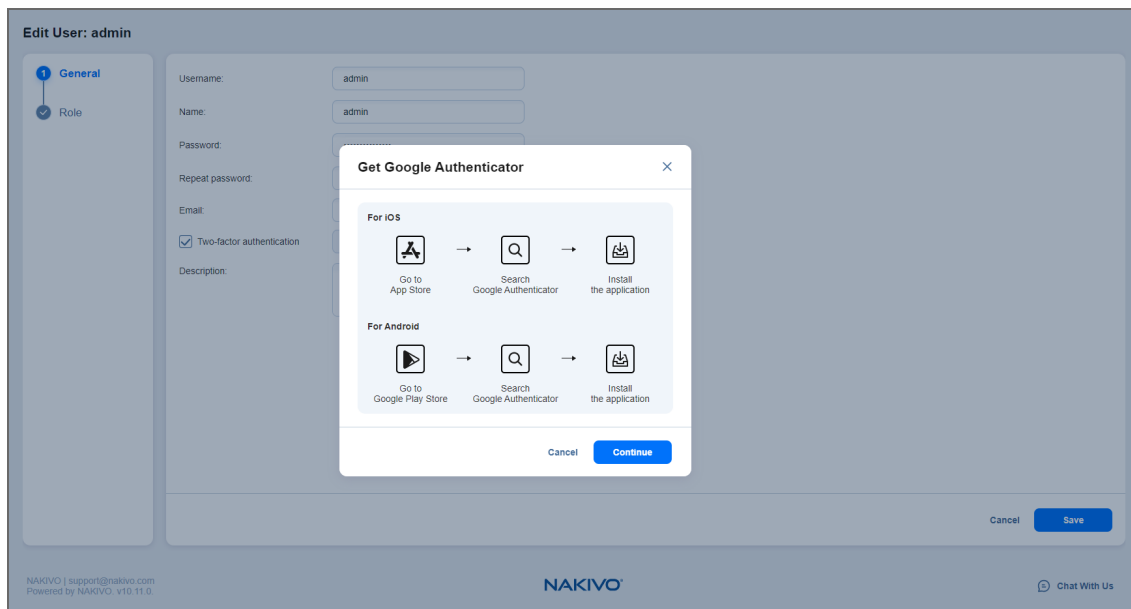 Edit User: admin
1 General
Role
Username:
admin
Name:
admin
Password:
Repeat password:
Email:
Two-factor authentication
Description:
Get Google Authenticator
For iOS
Go to
App Store
Search
Google Authenticator
Install
the application
For Android
Go to
Google Play Store
Search
Google Authenticator
Install
the application
Cancel
Continue
Cancel
Save
NAKIVO | support@nakivo.com
Powered by NAKIVO. v10.11.0.
NAKIVO
Chat With Us